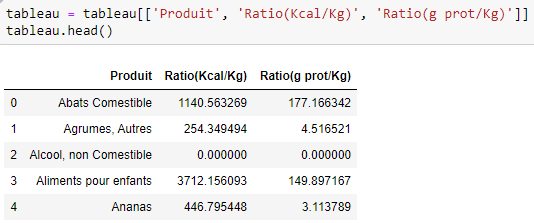 tableau = tableau[['Produit', 'Ratio(Kcal/Kg)', 'Ratio(g prot/Kg)']]
tableau.head()
Produit Ratio(Kcal/Kg) Ratio(g prot/Kg)
0 Abats Comestible 1140.563269 177.166342
1 Agrumes, Autres 254.349494 4.516521
2 Alcool, non Comestible 0.000000 0.000000
3 Aliments pour enfants 3712.156093 149.897167
4 Ananas 446.795448 3.113789